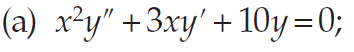 (a) x²y″ + 3xy′ + 10y = 0;